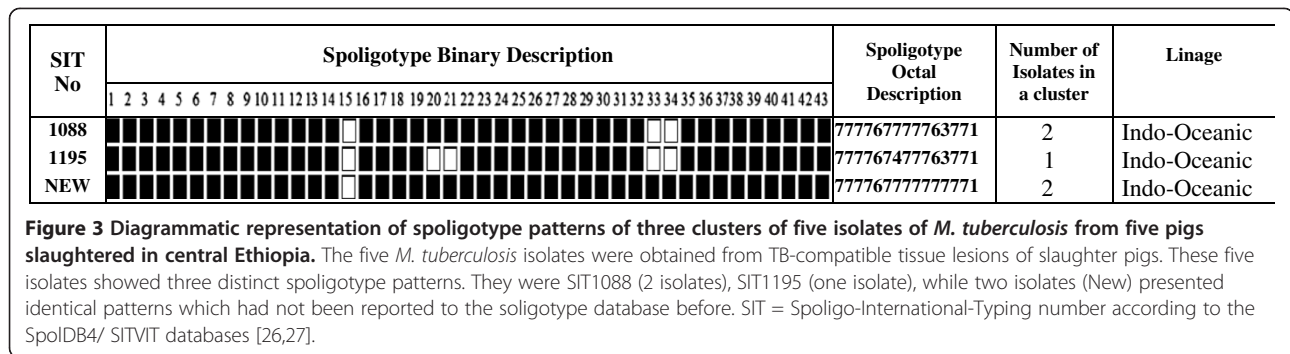 SIT No Spoligotype Binary Description Spoligotype Octal Description Number of Isolates in a cluster Linage
1 2 3 4 5 6 7 8 9 10 11 12 13 14 15 16 17 18 19 20 21 22 23 24 25 26 27 28 29 30 31 32 33 34 35 36 37 38 39 40 41 42 43
1088 777767777763771 2 Indo-Oceanic
1195 777767477763771 1 Indo-Oceanic
NEW 777767777777771 2 Indo-Oceanic
Figure 3 Diagrammatic representation of spoligotype patterns of three clusters of five isolates of M. tuberculosis from five pigs
slaughtered in central Ethiopia. The five M. tuberculosis isolates were obtained from TB-compatible tissue lesions of slaughter pigs. These five
isolates showed three distinct spoligotype patterns. They were SIT1088 (2 isolates), SIT1195 (one isolate), while two isolates (New) presented
identical patterns which had not been reported to the soligotype database before. SIT = Spoligo-International-Typing number according to the
SpolDB4/ SITVIT databases [26,27].